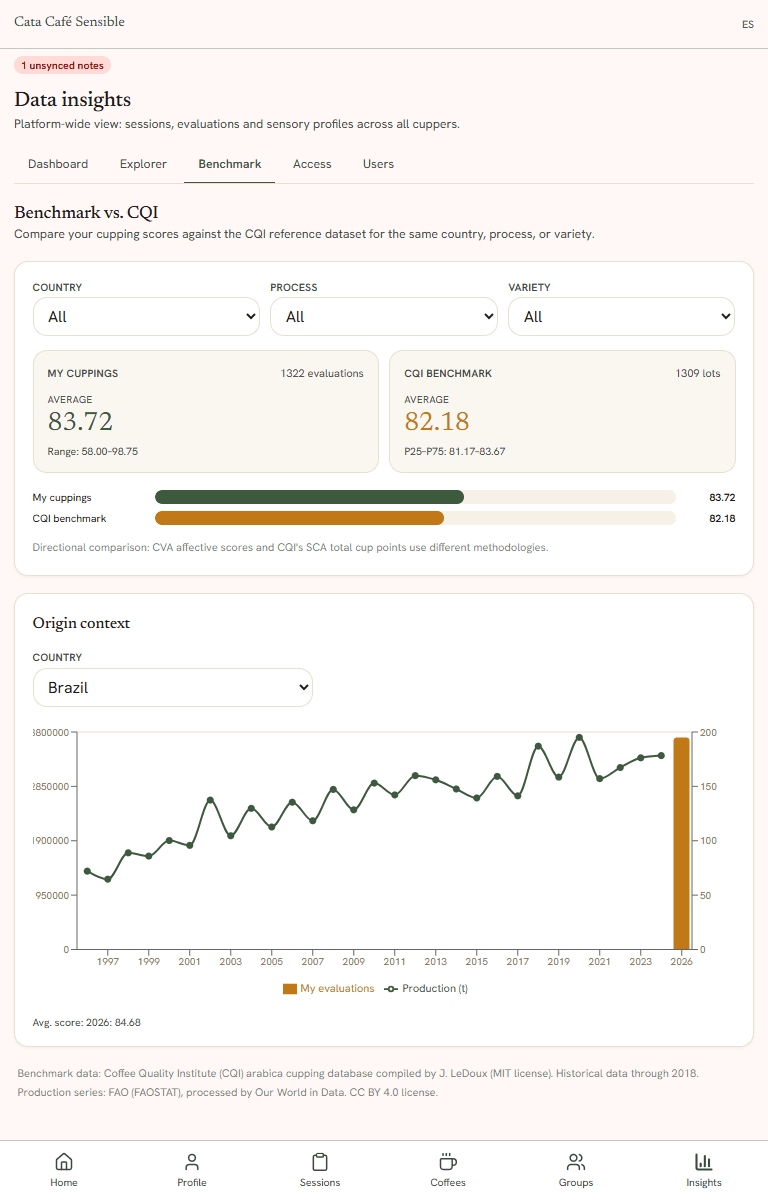 Cata Café Sensible
ES
1 unsynced notes
Data insights
Platform-wide view: sessions, evaluations and sensory profiles across all cuppers.
Dashboard Explorer Benchmark Access Users
Benchmark vs. CQI
Compare your cupping scores against the CQI reference dataset for the same country, process, or variety.
COUNTRY PROCESS VARIETY
All All All
MY CUPPINGS 1322 evaluations
AVERAGE
83.72
Range: 58.00–98.75
CQI BENCHMARK 1309 lots
AVERAGE
82.18
P25–P75: 81.17–83.67
My cuppings 83.72
CQI benchmark 82.18
Directional comparison: CVA affective scores and CQI's SCA total cup points use different methodologies.
Origin context
COUNTRY
Brazil
800000 200
850000 150
900000 100
950000 50
0 0
1997 1999 2001 2003 2005 2007 2009 2011 2013 2015 2017 2019 2021 2023 2026
My evaluations Production (t)
Avg. score: 2026: 84.68
Benchmark data: Coffee Quality Institute (CQI) arabica cupping database compiled by J. LeDoux (MIT license). Historical data through 2018.
Production series: FAO (FAOSTAT), processed by Our World in Data. CC BY 4.0 license.
Home Profile Sessions Coffees Groups Insights